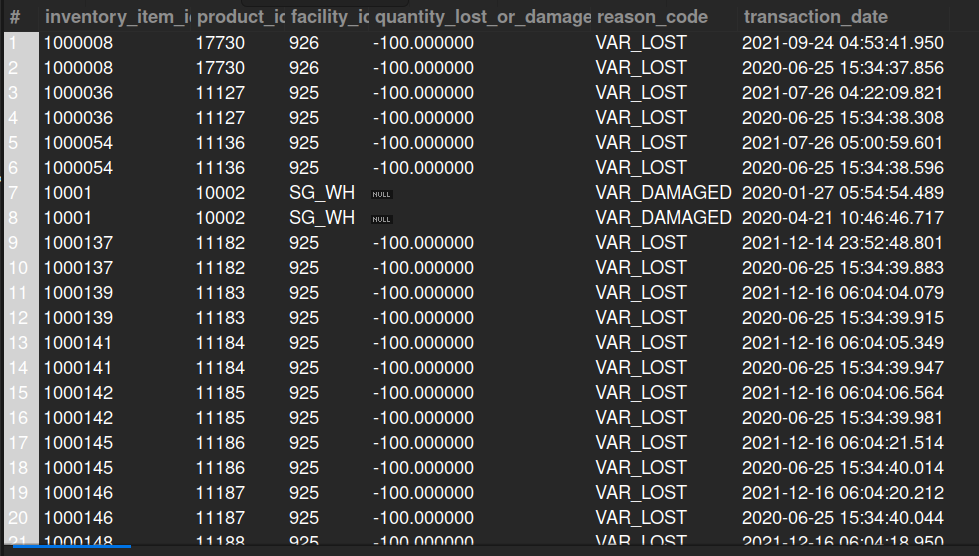 # inventory_item_i product_ic facility_ic quantity_lost_or_damage reason_code transaction_date
1 1000008 17730 926 -100.000000 VAR_LOST 2021-09-24 04:53:41.950
2 1000008 17730 926 -100.000000 VAR_LOST 2020-06-25 15:34:37.856
3 1000036 11127 925 -100.000000 VAR_LOST 2021-07-26 04:22:09.821
4 1000036 11127 925 -100.000000 VAR_LOST 2020-06-25 15:34:38.308
5 1000054 11136 925 -100.000000 VAR_LOST 2021-07-26 05:00:59.601
6 1000054 11136 925 -100.000000 VAR_LOST 2020-06-25 15:34:38.596
7 10001 10002 SG_WH NULL VAR_DAMAGED 2020-01-27 05:54:54.489
8 10001 10002 SG_WH NULL VAR_DAMAGED 2020-04-21 10:46:46.717
9 1000137 11182 925 -100.000000 VAR_LOST 2021-12-14 23:52:48.801
10 1000137 11182 925 -100.000000 VAR_LOST 2020-06-25 15:34:39.883
11 1000139 11183 925 -100.000000 VAR_LOST 2021-12-16 06:04:04.079
12 1000139 11183 925 -100.000000 VAR_LOST 2020-06-25 15:34:39.915
13 1000141 11184 925 -100.000000 VAR_LOST 2021-12-16 06:04:05.349
14 1000141 11184 925 -100.000000 VAR_LOST 2020-06-25 15:34:39.947
15 1000142 11185 925 -100.000000 VAR_LOST 2021-12-16 06:04:06.564
16 1000142 11185 925 -100.000000 VAR_LOST 2020-06-25 15:34:39.981
17 1000145 11186 925 -100.000000 VAR_LOST 2021-12-16 06:04:21.514
18 1000145 11186 925 -100.000000 VAR_LOST 2020-06-25 15:34:40.014
19 1000146 11187 925 -100.000000 VAR_LOST 2021-12-16 06:04:20.212
20 1000146 11187 925 -100.000000 VAR_LOST 2020-06-25 15:34:40.044
21 1000148 11188 925 -100.000000 VAR_LOST 2021-12-16 06:04:18.950